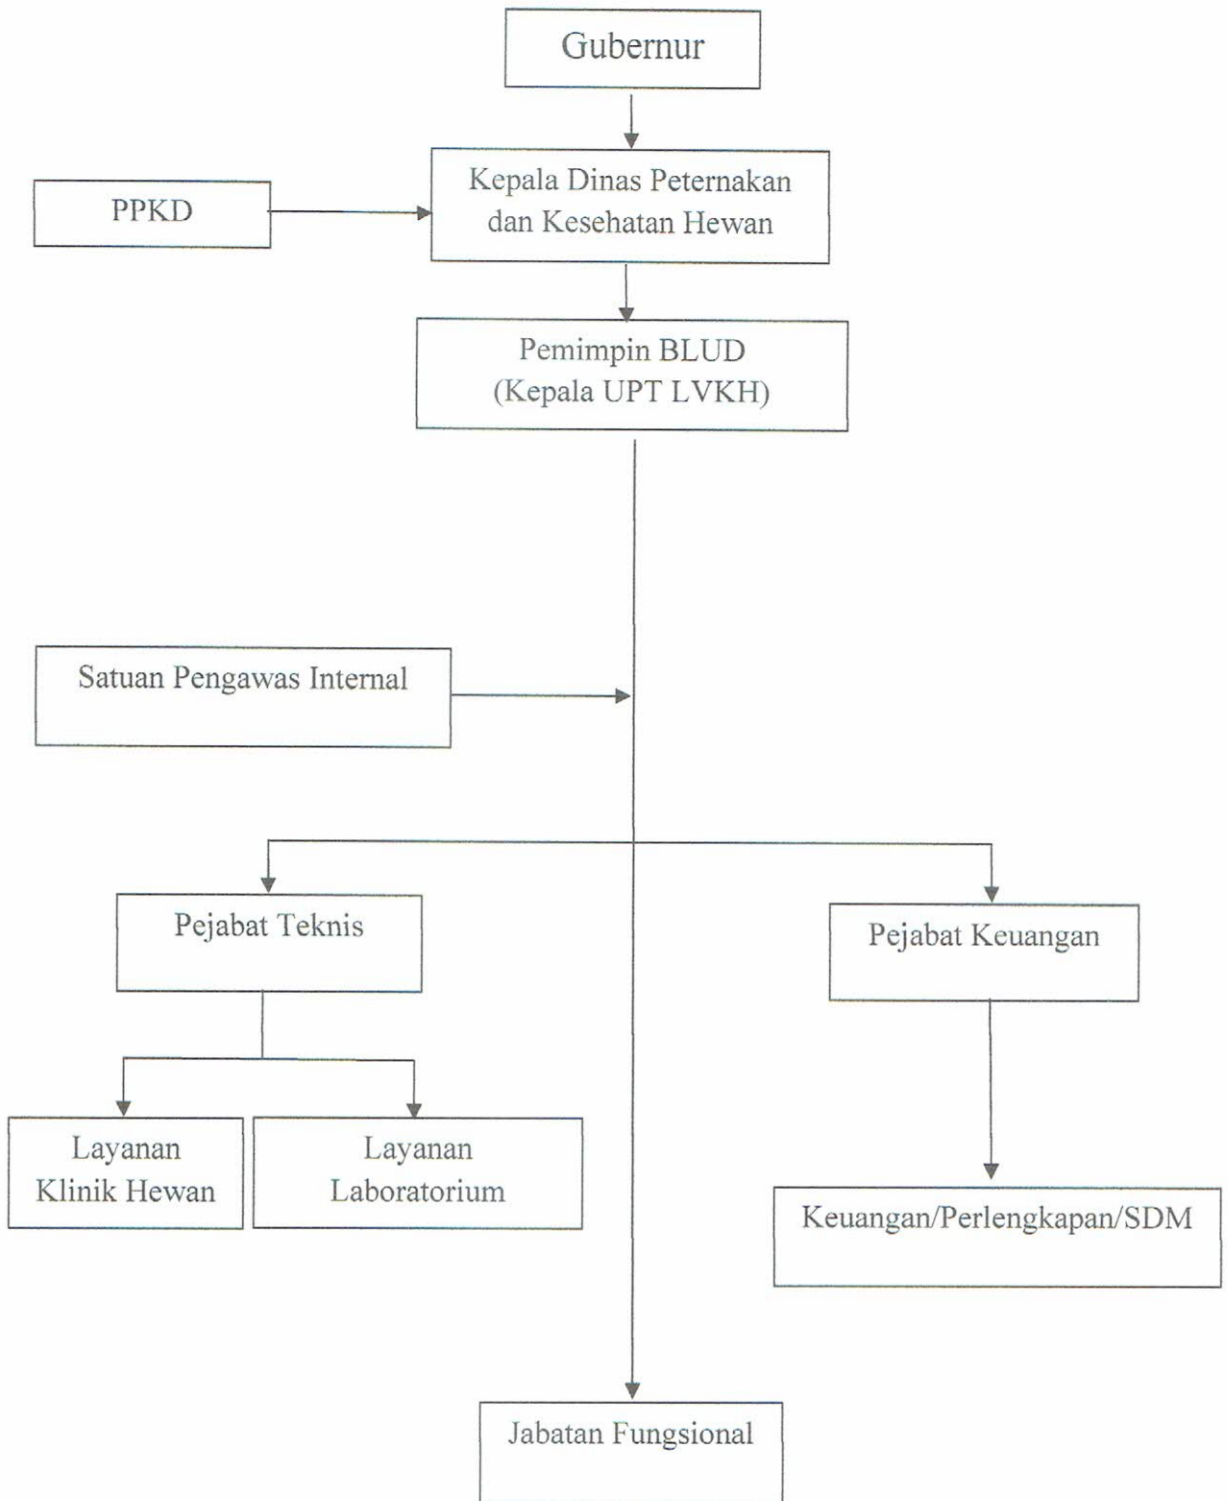 Gubernur
Kepala Dinas Peternakan
dan Kesehatan Hewan
PPKD
Pemimpin BLUD
(Kepala UPT LVKH)
Satuan Pengawas Internal
Pejabat Teknis
Pejabat Keuangan
Layanan
Klinik Hewan
Layanan
Laboratorium
Keuangan/Perlengkapan/SDM
Jabatan Fungsional